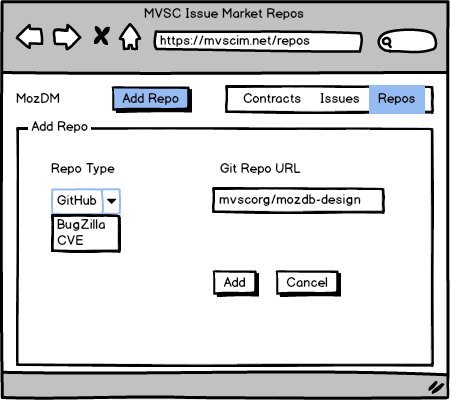 MVSC Issue Market Repos
https://mvscim.net/repos
MozDM
Add Repo
Contracts Issues Repos
Add Repo
Repo Type
Git Repo URL
GitHub
mvscorg/mozdb-design
BugZilla
CVE
Add
Cancel